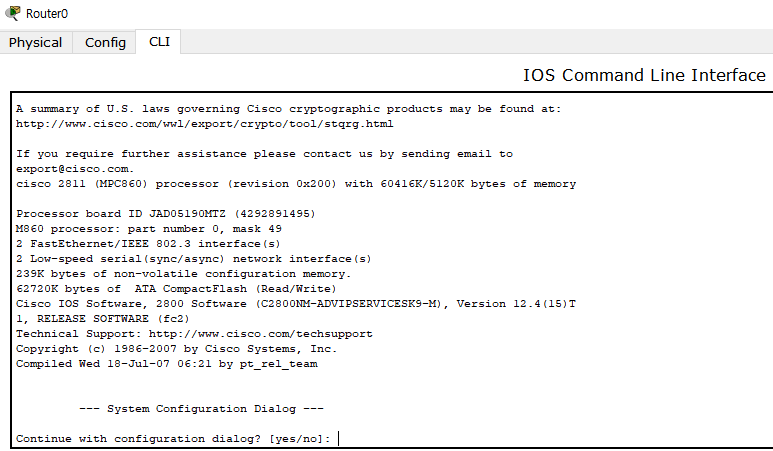 Router0
Physical Config CLI
IOS Command Line Interface
A summary of U.S. laws governing Cisco cryptographic products may be found at:
http://www.cisco.com/wwl/export/crypto/tool/stqrg.html
If you require further assistance please contact us by sending email to
export@cisco.com.
cisco 2811 (MPC860) processor (revision 0x200) with 60416K/5120K bytes of memory
Processor board ID JAD05190MTZ (4292891495)
M860 processor: part number 0, mask 49
2 FastEthernet/IEEE 802.3 interface(s)
2 Low-speed serial(sync/async) network interface(s)
239K bytes of non-volatile configuration memory.
62720K bytes of  ATA CompactFlash (Read/Write)
Cisco IOS Software, 2800 Software (C2800NM-ADVIPSERVICESK9-M), Version 12.4(15)T
1, RELEASE SOFTWARE (fc2)
Technical Support: http://www.cisco.com/techsupport
Copyright (c) 1986-2007 by Cisco Systems, Inc.
Compiled Wed 18-Jul-07 06:21 by pt_rel_team
--- System Configuration Dialog ---
Continue with configuration dialog? [yes/no]: